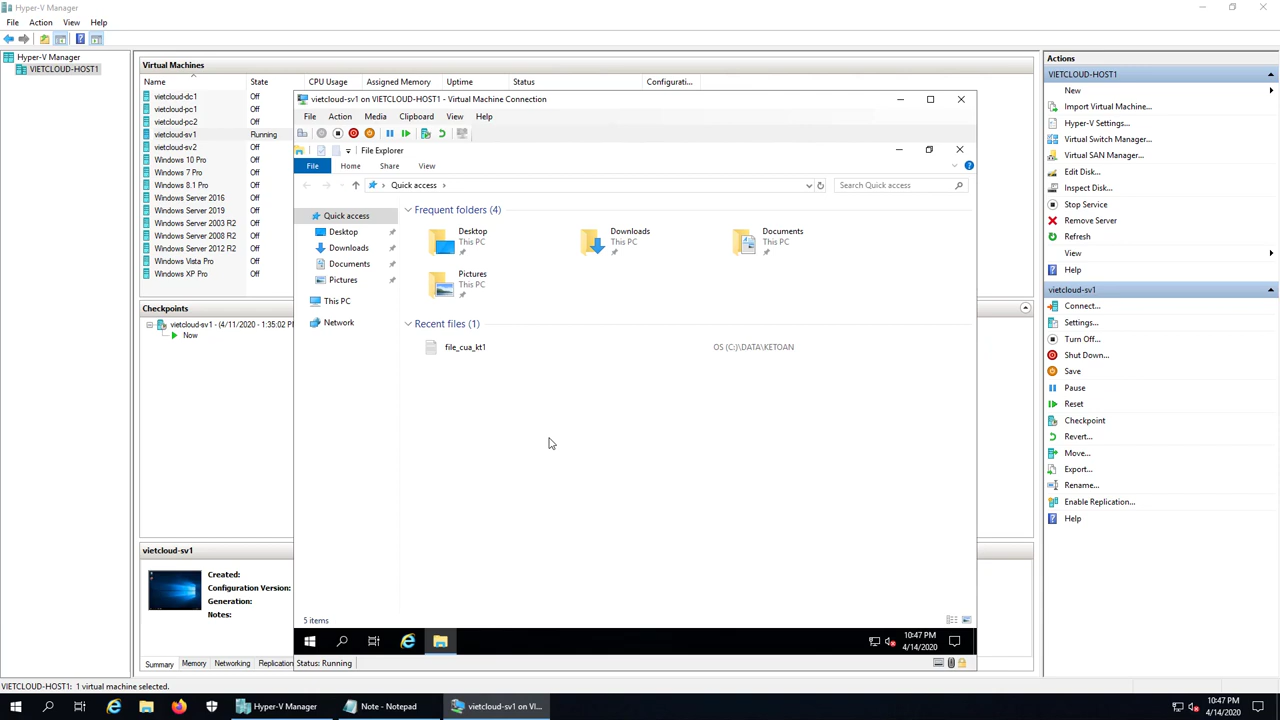 Hyper-V Manager
File Action View Help
Hyper-V Manager
VIETCLOUD-HOST1
Virtual Machines
Name State CPU Usage Assigned Memory Uptime Status Configurati...
vietcloud-dc1 Off
vietcloud-pc1 Off
vietcloud-pc2 Off
vietcloud-sv1 Running
vietcloud-sv2 Off
Windows 10 Pro Off
Windows 7 Pro Off
Windows 8.1 Pro Off
Windows Server 2016 Off
Windows Server 2019 Off
Windows Server 2003 R2 Off
Windows Server 2008 R2 Off
Windows Server 2012 R2 Off
Windows Vista Pro Off
Windows XP Pro Off
Checkpoints
vietcloud-sv1 - (4/11/2020 - 1:35:02 P
Now
vietcloud-sv1
Created:
Configuration Version:
Generation:
Notes:
Summary Memory Networking Replication
vietcloud-sv1 on VIETCLOUD-HOST1 - Virtual Machine Connection
File Action Media Clipboard View Help
File Explorer
File Home Share View
Quick access
Search Quick access
Quick access
Desktop
Downloads
Documents
Pictures
This PC
Network
Frequent folders (4)
Desktop
This PC
Downloads
This PC
Documents
This PC
Pictures
This PC
Recent files (1)
file_cua_kt1 OS (C:)\DATA\KETOAN
5 items
10:47 PM
4/14/2020
Status: Running
Actions
VIETCLOUD-HOST1
New
Import Virtual Machine...
Hyper-V Settings...
Virtual Switch Manager...
Virtual SAN Manager...
Edit Disk...
Inspect Disk...
Stop Service
Remove Server
Refresh
View
Help
vietcloud-sv1
Connect...
Settings...
Turn Off...
Shut Down...
Save
Pause
Reset
Checkpoint
Revert...
Move...
Export...
Rename...
Enable Replication...
Help
VIETCLOUD-HOST1: 1 virtual machine selected.
Hyper-V Manager Note - Notepad vietcloud-sv1 on VI...
10:47 PM
4/14/2020